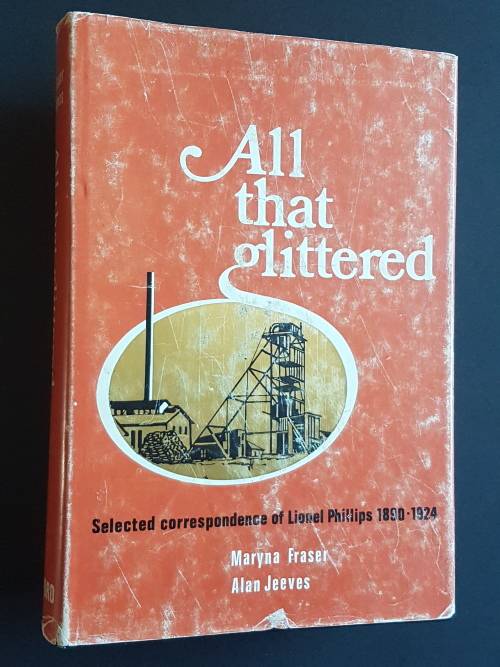 All
that
glittered
Selected correspondence of Lionel Phillips 1890-1924
Maryna Fraser
Alan Jeeves